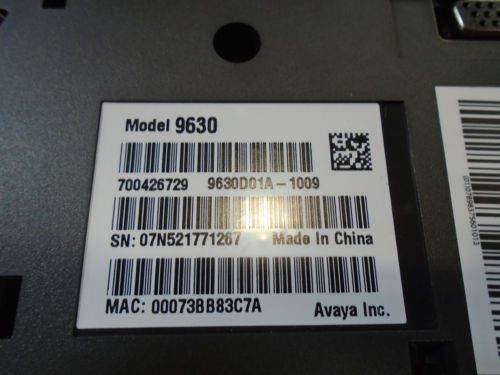 Model 9630
700426729 9630D01A-1009
SN: 07N521771267 Made In China
MAC: 00073BB83C7A Avaya Inc.